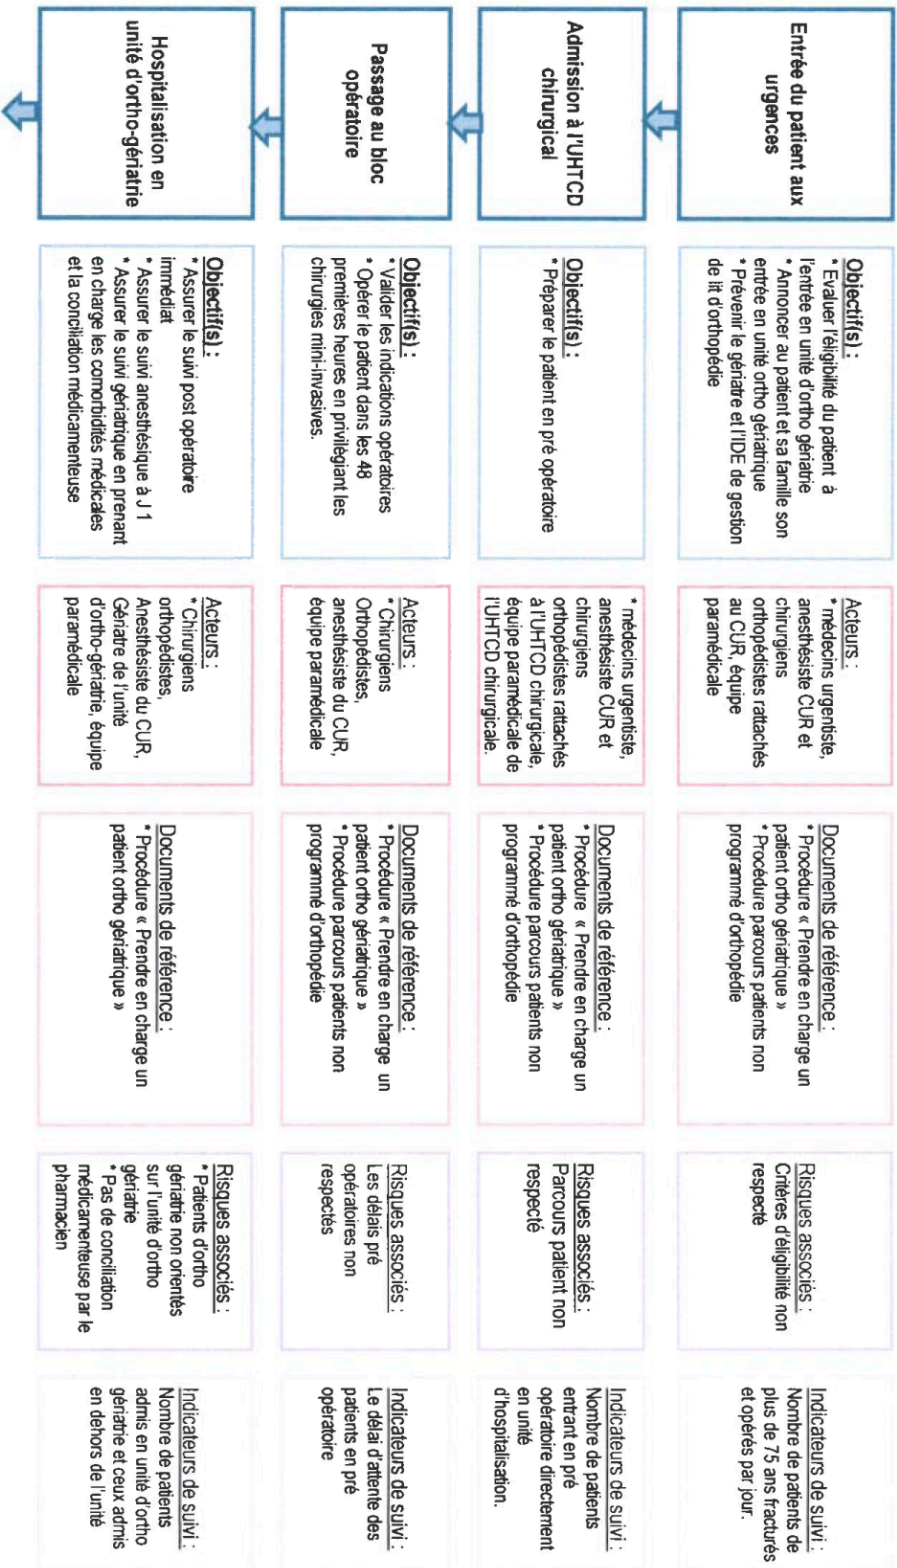 Entrée du patient aux
urgences
Objectif(s) :
* Evaluer l'éligibilité du patient à
l'entrée en unité d'ortho gériatrie
* Annoncer au patient et sa famille son
entrée en unité ortho gériatrique
* Prévenir le gériatre et l'IDE de gestion
de lit d'orthopédie
Acteurs :
* médecins urgentiste,
anesthésiste CUR et
chirurgiens
orthopédistes rattachés
au CUR, équipe
paramédicale
Documents de référence :
* Procédure « Prendre en charge un
patient ortho gériatrique »
* Procédure parcours patients non
programmé d'orthopédie
Risques associés :
Critères d'éligibilité non
respecté
Indicateurs de suivi :
Nombre de patients de
plus de 75 ans fracturés
et opérés par jour.
Admission à l'UHTCD
chirurgical
Objectif(s) :
* Préparer le patient en pré opératoire
* médecins urgentiste,
anesthésiste CUR et
chirurgiens
orthopédistes rattachés
à l'UHTCD chirurgicale,
équipe paramédicale de
l'UHTCD chirurgicale.
Documents de référence :
* Procédure « Prendre en charge un
patient ortho gériatrique »
* Procédure parcours patients non
programmé d'orthopédie
Risques associés :
Parcours patient non
respecté
Indicateurs de suivi :
Nombre de patients
entrant en pré
opératoire directement
en unité
d'hospitalisation.
Passage au bloc
opératoire
Objectif(s) :
* Valider les indications opératoires
* Opérer le patient dans les 48
premières heures en privilégiant les
chirurgies mini-invasives.
Acteurs :
* Chirurgiens
Orthopédistes,
anesthésiste du CUR,
équipe paramédicale
Documents de référence :
* Procédure « Prendre en charge un
patient ortho gériatrique »
* Procédure parcours patients non
programmé d'orthopédie
Risques associés :
Les délais pré
opératoires non
respectés
Indicateurs de suivi :
Le délai d'attente des
patients en pré
opératoire
Hospitalisation en
unité d'ortho-gériatrie
Objectif(s) :
* Assurer le suivi post opératoire
immédiat
* Assurer le suivi anesthésique à J 1
* Assurer le suivi gériatrique en prenant
en charge les comorbidités médicales
et la conciliation médicamenteuse
Acteurs :
* Chirurgiens
orthopédistes,
Anesthésiste du CUR,
Gériatre de l'unité
d'ortho-gériatrie, équipe
paramédicale
Documents de référence :
* Procédure « Prendre en charge un
patient ortho gériatrique »
Risques associés :
* Patients d'ortho
gériatrie non orientés
sur l'unité d'ortho
gériatrie
* Pas de conciliation
médicamenteuse par le
pharmacien
Indicateurs de suivi :
Nombre de patients
admis en unité d'ortho
gériatrie et ceux admis
en dehors de l'unité